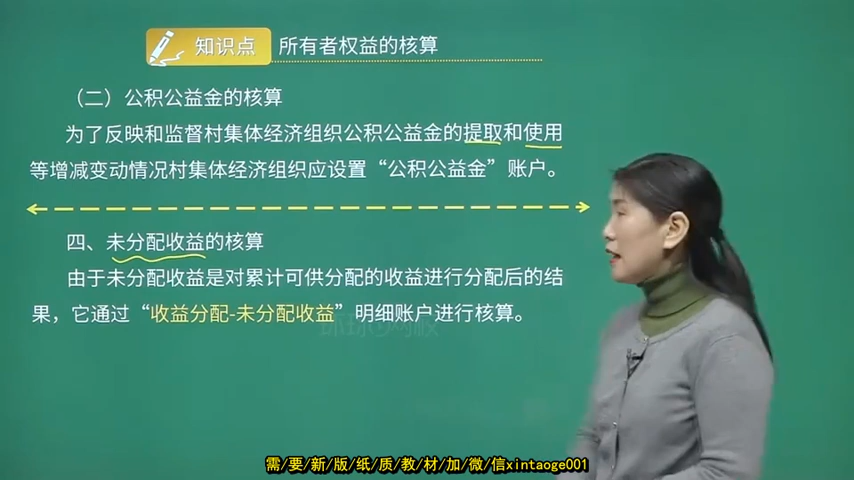 知识点 所有者权益的核算
（二）公积公益金的核算
为了反映和监督村集体经济组织公积公益金的提取和使用
等增减变动情况村集体经济组织应设置“公积公益金”账户。
四、未分配收益的核算
由于未分配收益是对累计可供分配的收益进行分配后的结
果，它通过“收益分配-未分配收益”明细账户进行核算。
环球网校
需/要/新/版/纸/质/教/材/加/微/信xintaoge001